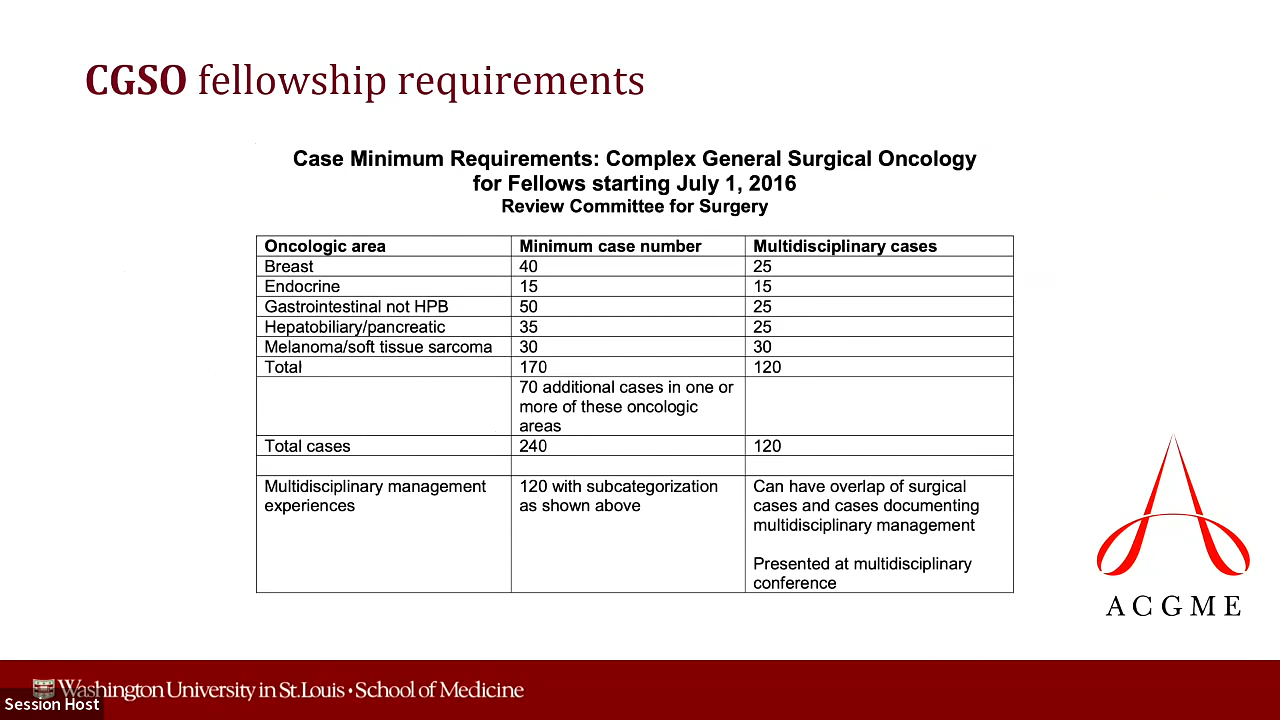 CGSO fellowship requirements
Case Minimum Requirements: Complex General Surgical Oncology
for Fellows starting July 1, 2016
Review Committee for Surgery
Oncologic area Minimum case number Multidisciplinary cases
Breast 40 25
Endocrine 15 15
Gastrointestinal not HPB 50 25
Hepatobiliary/pancreatic 35 25
Melanoma/soft tissue sarcoma 30 30
Total 170 120
70 additional cases in one or
more of these oncologic
areas
Total cases 240 120
Multidisciplinary management
experiences
120 with subcategorization
as shown above
Can have overlap of surgical
cases and cases documenting
multidisciplinary management
Presented at multidisciplinary
conference
ACGME
Washington University in St. Louis • School of Medicine
Session Host